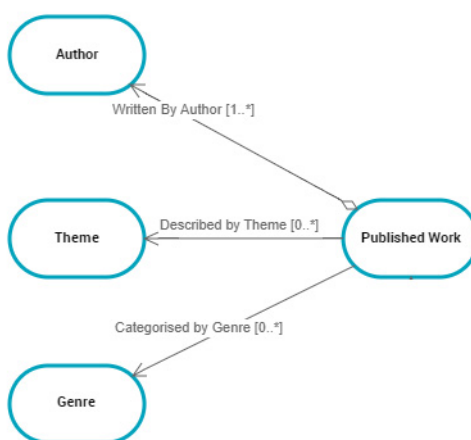 Author
Written By Author [1..*]
Theme
Described by Theme [0..*]
Published Work
Categorised by Genre [0..*]
Genre